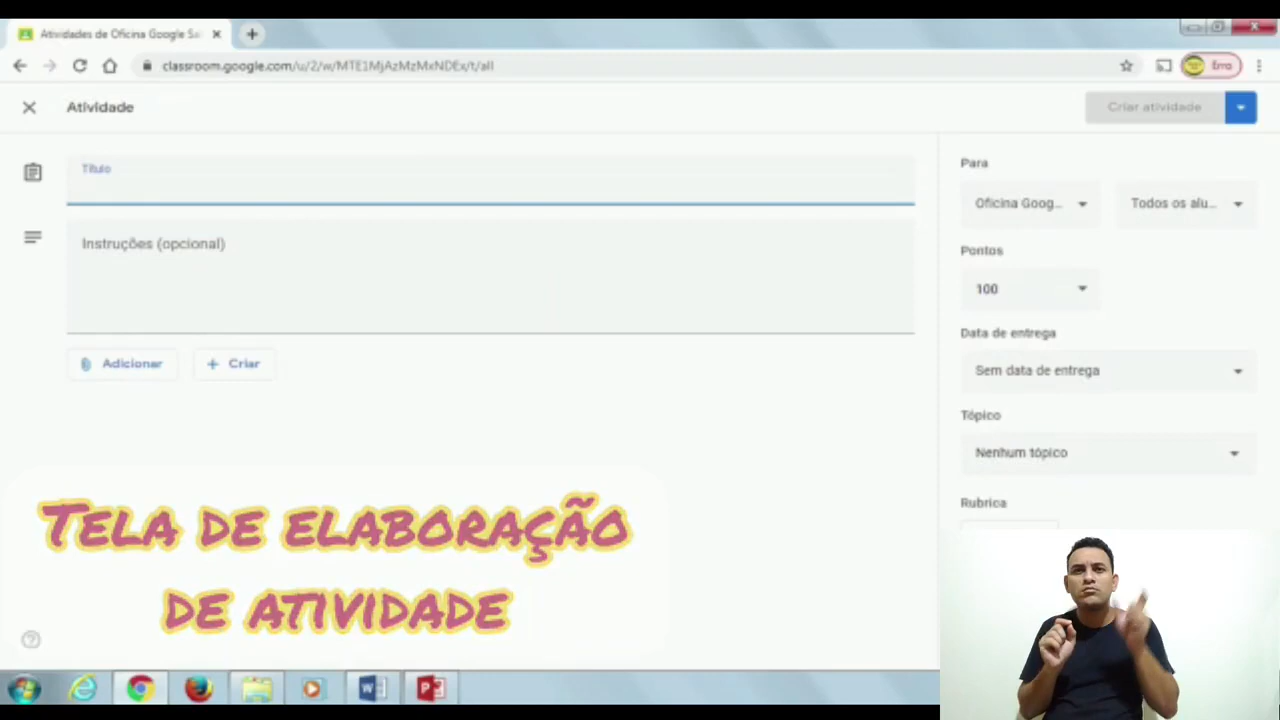 Atividades de Oficina Google Sa
classroom.google.com/u/2/w/MTE1MjAzMzMxNDEx/t/all
Erro
Atividade
Criar atividade
Título
Instruções (opcional)
Adicionar
+ Criar
Para
Oficina Goog...
Todos os alu...
Pontos
100
Data de entrega
Sem data de entrega
Tópico
Nenhum tópico
Rubrica
TELA DE ELABORAÇÃO
DE ATIVIDADE